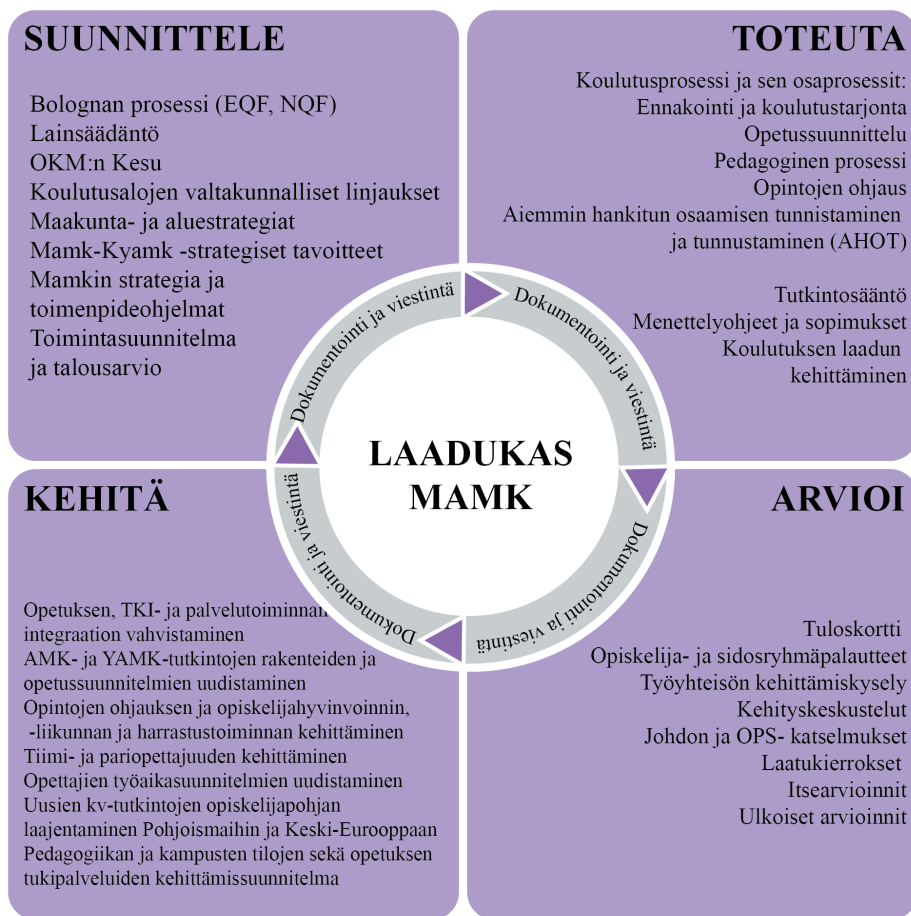 SUUNNITTELE
Bolognan prosessi (EQF, NQF)
Lainsäädäntö
OKM:n Kesu
Koulutusalojen valtakunnalliset linjaukset
Maakunta- ja aluestrategiat
Mamk-Kyamk -strategiset tavoitteet
Mamkin strategia ja
toimenpideohjelmat
Toimintasuunnitelma
ja talousarvio
TOTEUTA
Koulutusprosessi ja sen osaprosessit:
Ennakointi ja koulutustarjonta
Opetussuunnittelu
Pedagoginen prosessi
Opintojen ohjaus
Aiemmin hankitun osaamisen tunnistaminen
ja tunnustaminen (AHOT)
Tutkintosääntö
Menettelyohjeet ja sopimukset
Koulutuksen laadun
kehittäminen
Dokumentointi ja viestintä
Dokumentointi ja viestintä
Dokumentointi ja viestintä
Dokumentointi ja viestintä
LAADUKAS
MAMK
KEHITÄ
Opetuksen, TKI- ja palvelutoiminnan
integraation vahvistaminen
AMK- ja YAMK-tutkintojen rakenteiden ja
opetussuunnitelmien uudistaminen
Opintojen ohjauksen ja opiskelijahyvinvoinnin,
-liikunnan ja harrastustoiminnan kehittäminen
Tiimi- ja pariopettajuuden kehittäminen
Opettajien työaikasuunnitelmien uudistaminen
Uusien kv-tutkintojen opiskelijapohjan
laajentaminen Pohjoismaihin ja Keski-Eurooppaan
Pedagogiikan ja kampusten tilojen sekä opetuksen
tukipalveluiden kehittämissuunnitelma
ARVIOI
Tuloskortti
Opiskelija- ja sidosryhmäpalautteet
Työyhteisön kehittämiskysely
Kehityskeskustelut
Johdon ja OPS- katselmukset
Laatukierrokset
Itsearvioinnit
Ulkoiset arvioinnit